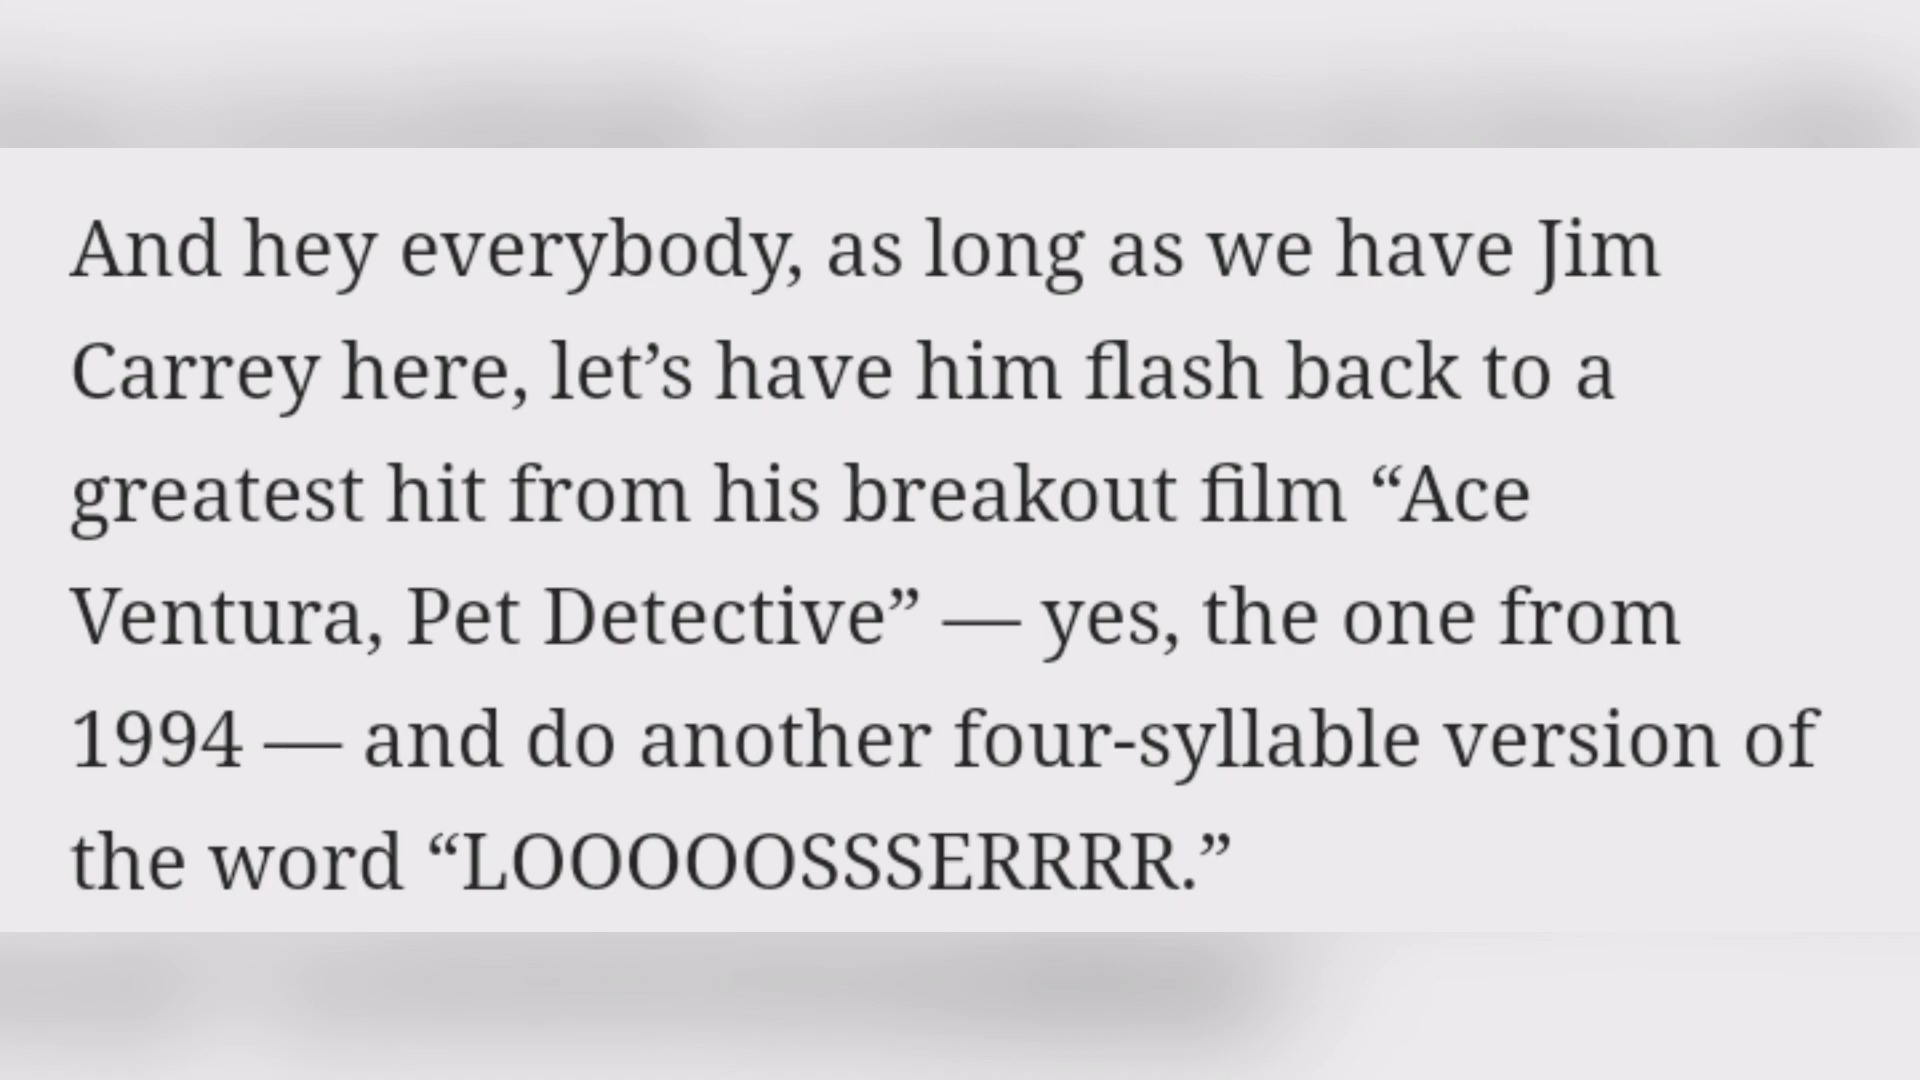 And hey everybody, as long as we have Jim
Carrey here, let’s have him flash back to a
greatest hit from his breakout film “Ace
Ventura, Pet Detective” — yes, the one from
1994 — and do another four-syllable version of
the word “LOOOOOSSSERRRR.”